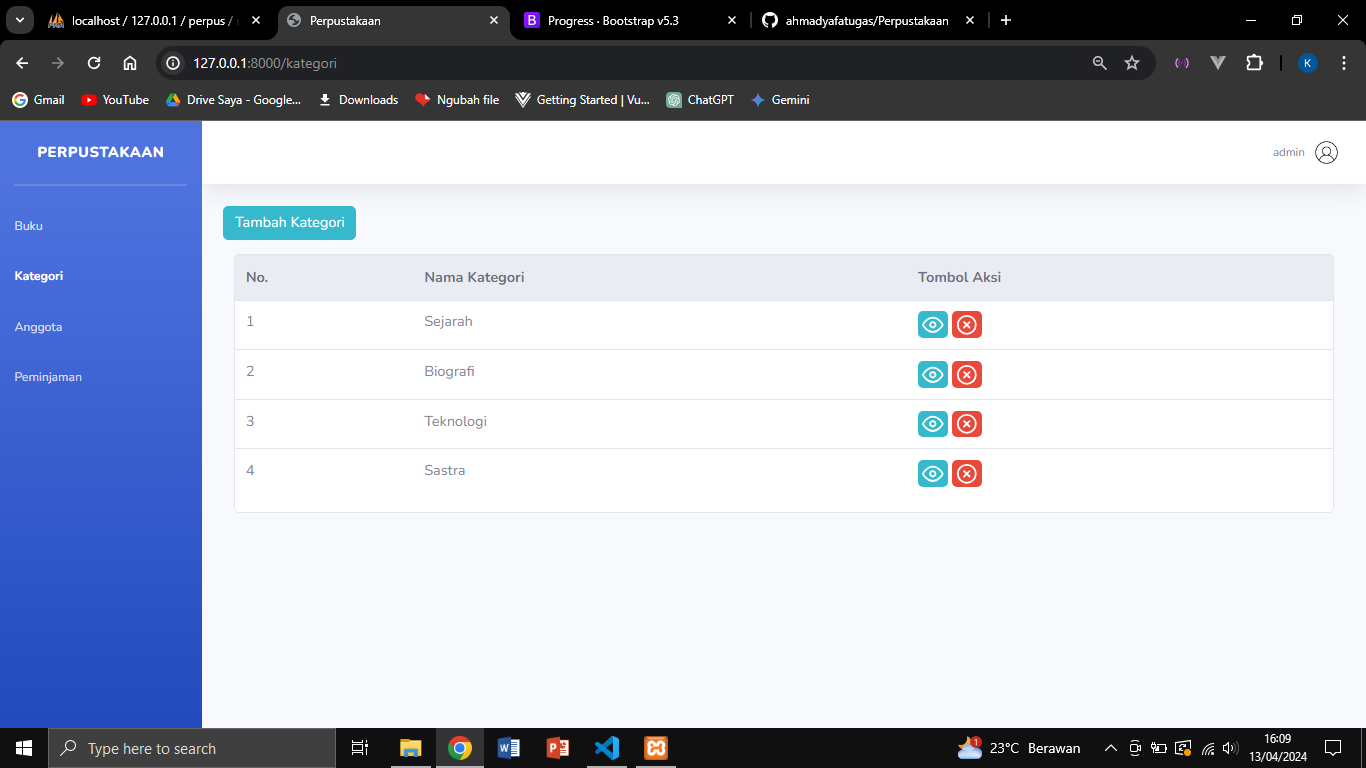 localhost / 127.0.0.1 / perpus /
Perpustakaan
Progress · Bootstrap v5.3
ahmadyafatugas/Perpustakaan
127.0.0.1:8000/kategori
K
Gmail
YouTube
Drive Saya - Google...
Downloads
Ngubah file
Getting Started | Vu...
ChatGPT
Gemini
PERPUSTAKAAN
admin
Buku
Kategori
Anggota
Peminjaman
Tambah Kategori
No. Nama Kategori Tombol Aksi
1 Sejarah
2 Biografi
3 Teknologi
4 Sastra
Type here to search
1
23°C Berawan
16:09
13/04/2024